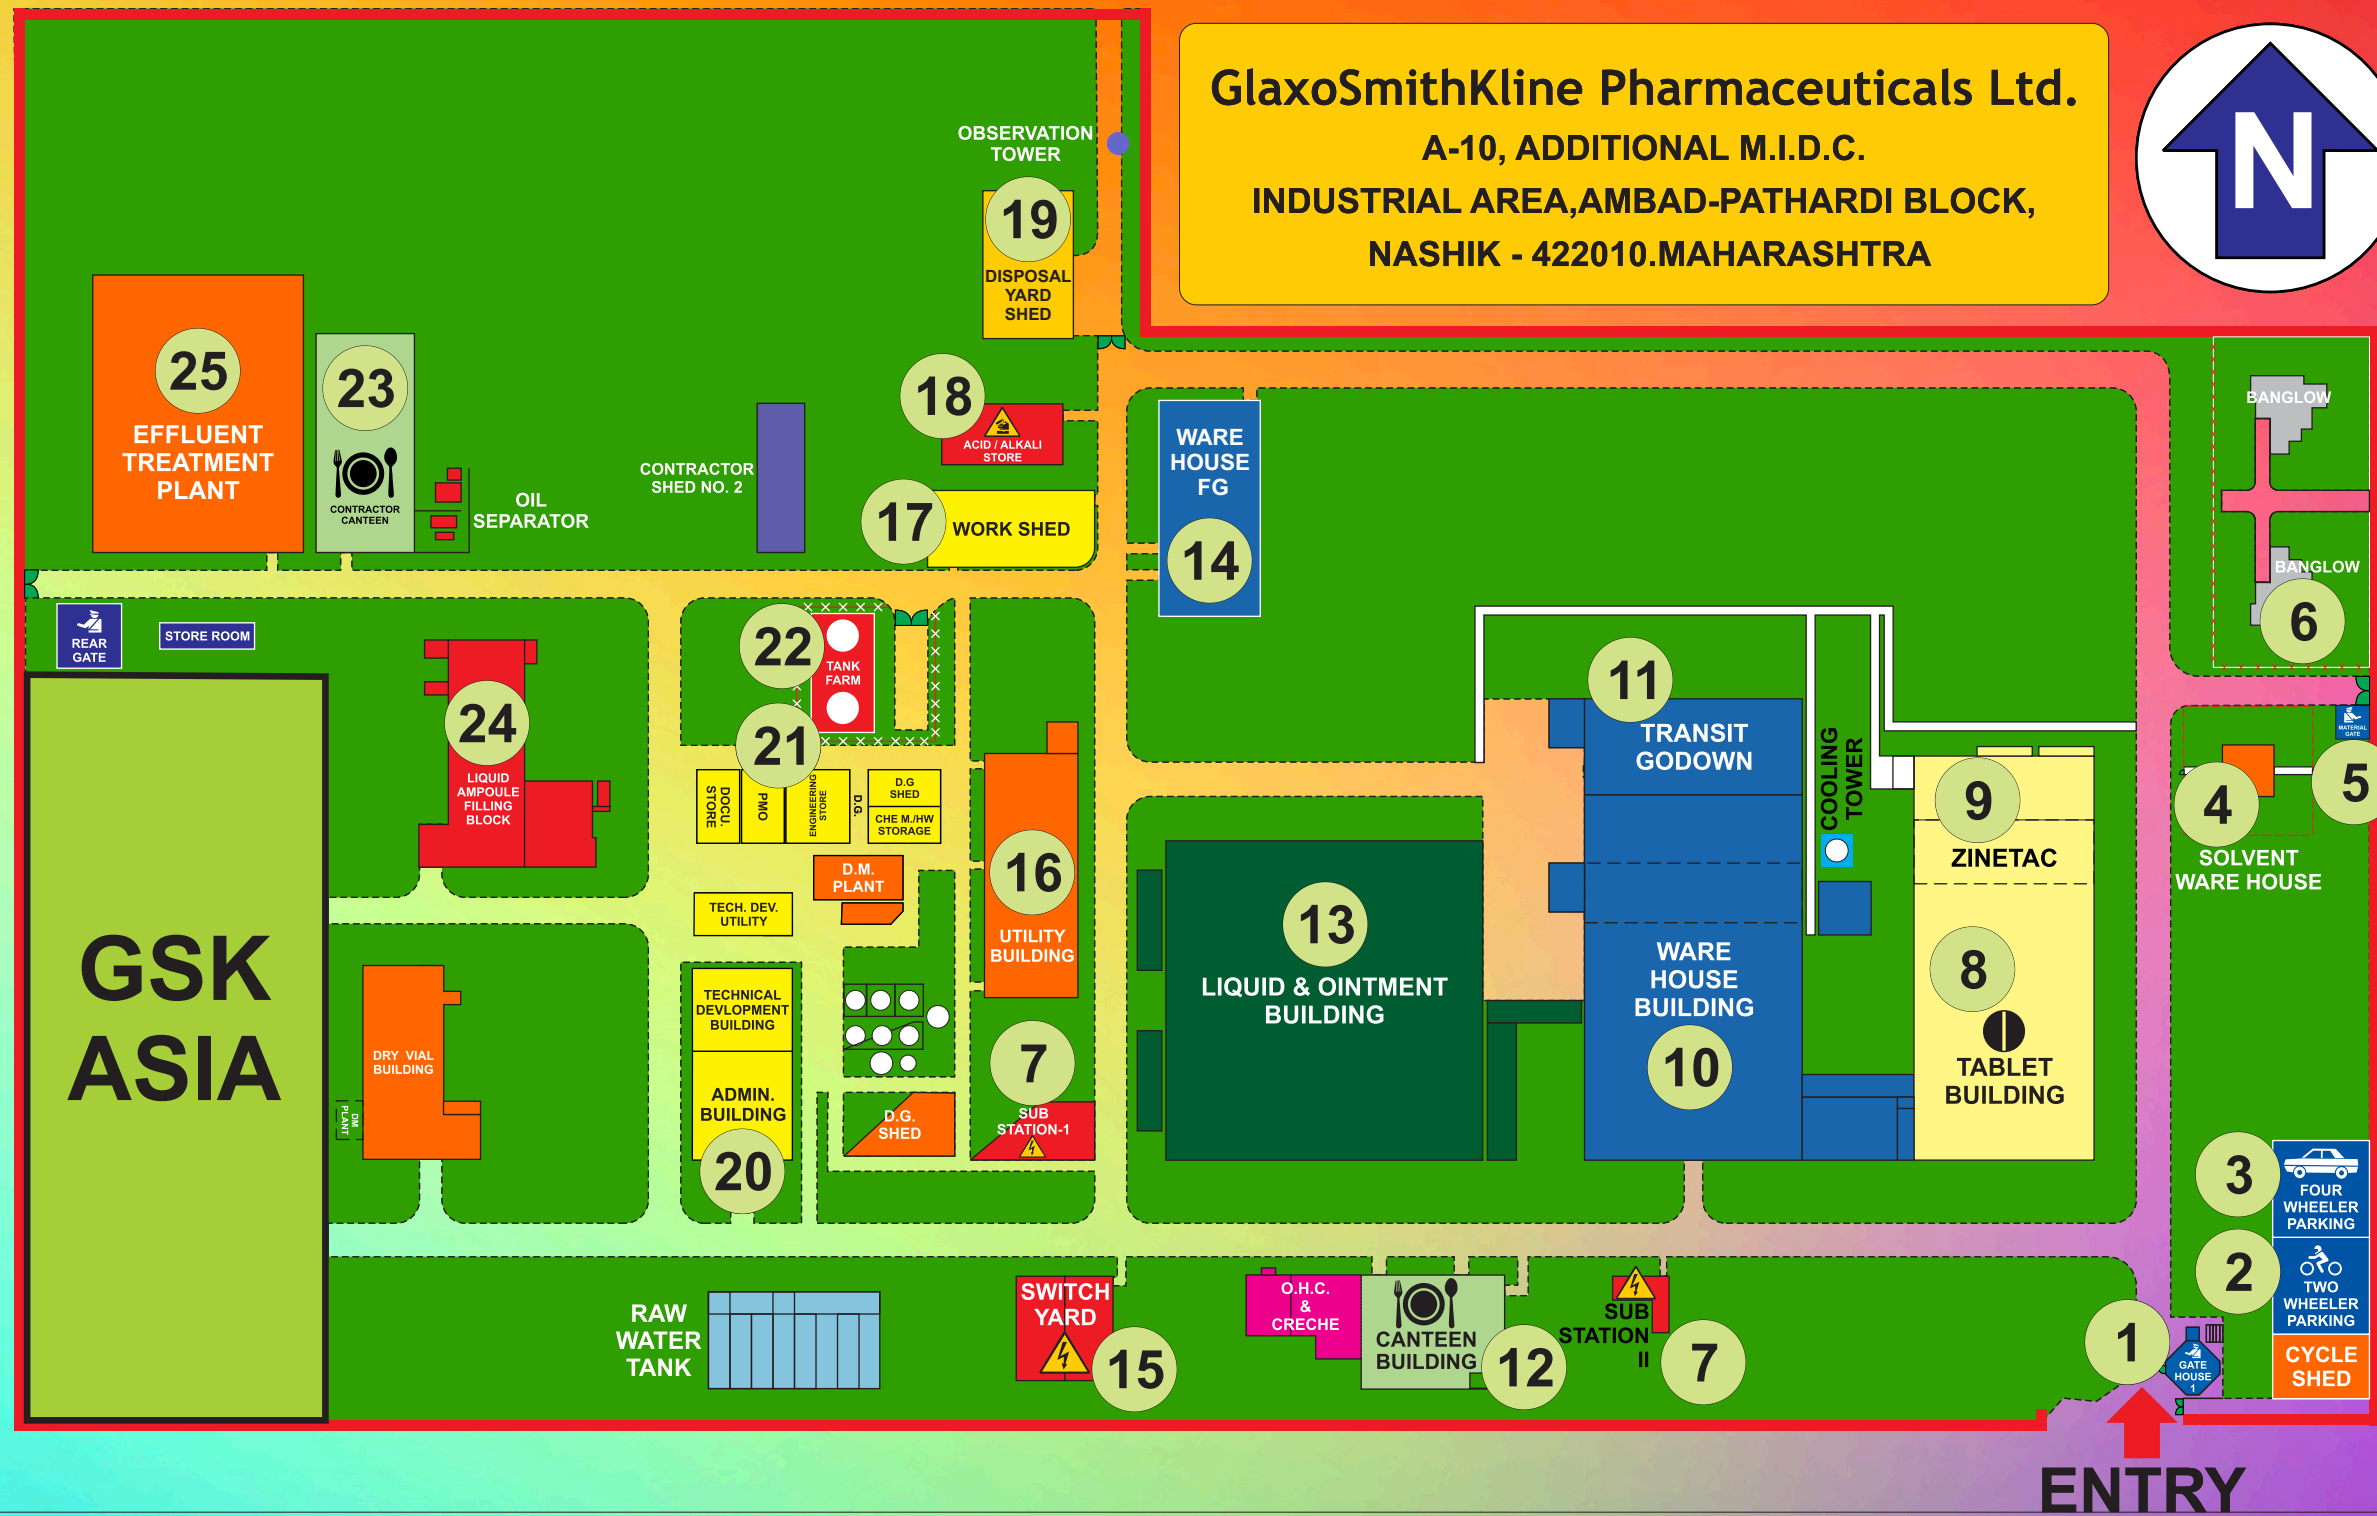 GlaxoSmithKline Pharmaceuticals Ltd.
A-10, ADDITIONAL M.I.D.C.
INDUSTRIAL AREA,AMBAD-PATHARDI BLOCK,
NASHIK - 422010.MAHARASHTRA
N
OBSERVATION
TOWER
19
DISPOSAL
YARD
SHED
25
EFFLUENT
TREATMENT
PLANT
23
CONTRACTOR
CANTEEN
OIL
SEPARATOR
CONTRACTOR
SHED NO. 2
18
ACID / ALKALI
STORE
17
WORK SHED
WARE
HOUSE
FG
14
BANGLOW
BANGLOW
6
REAR
GATE
STORE ROOM
24
LIQUID
AMPOULE
FILLING
BLOCK
22
TANK
FARM
21
DOCU.
STORE
PMO
ENGINEERING
STORE
D.G.
D.G
SHED
CHE M./HW
STORAGE
D.M.
PLANT
TECH. DEV.
UTILITY
16
UTILITY
BUILDING
11
TRANSIT
GODOWN
COOLING
TOWER
9
ZINETAC
MATERIAL
GATE
5
4
SOLVENT
WARE HOUSE
GSK
ASIA
DRY VIAL
BUILDING
DM
PLANT
TECHNICAL
DEVLOPMENT
BUILDING
ADMIN.
BUILDING
20
D.G.
SHED
7
SUB
STATION-1
13
LIQUID & OINTMENT
BUILDING
WARE
HOUSE
BUILDING
10
8
TABLET
BUILDING
3
FOUR
WHEELER
PARKING
2
TWO
WHEELER
PARKING
CYCLE
SHED
RAW
WATER
TANK
SWITCH
YARD
15
O.H.C.
&
CRECHE
CANTEEN
BUILDING
12
SUB
STATION
II
7
1
GATE
HOUSE
1
ENTRY